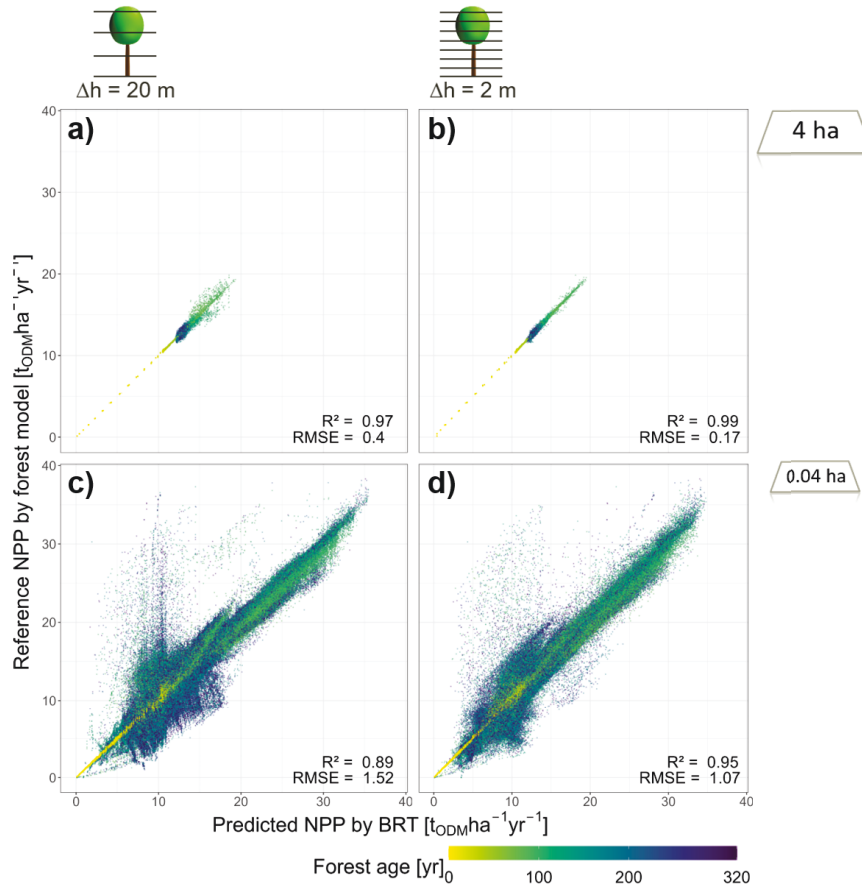 Δh = 20 m
Δh = 2 m
a)
b)
4 ha
40
30
20
10
0
R² = 0.97
RMSE = 0.4
R² = 0.99
RMSE = 0.17
c)
d)
0.04 ha
40
30
20
10
0
R² = 0.89
RMSE = 1.52
R² = 0.95
RMSE = 1.07
0 10 20 30 40
0 10 20 30 40
Reference NPP by forest model [tODMha⁻¹yr⁻¹]
Predicted NPP by BRT [tODMha⁻¹yr⁻¹]
Forest age [yr]
0 100 200 320